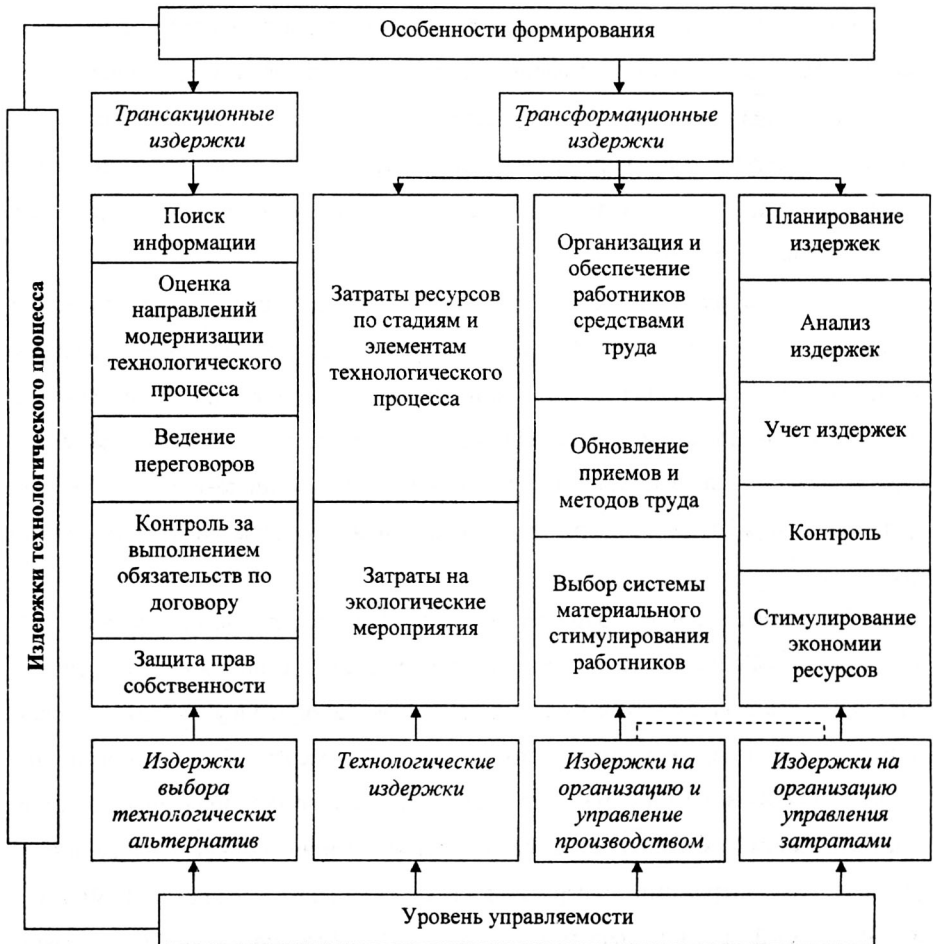 Особенности формирования
Издержки технологического процесса
Трансакционные
издержки
Трансформационные
издержки
Поиск
информации
Оценка
направлений
модернизации
технологического
процесса
Ведение
переговоров
Контроль за
выполнением
обязательств по
договору
Защита прав
собственности
Затраты ресурсов
по стадиям и
элементам
технологического
процесса
Затраты на
экологические
мероприятия
Организация и
обеспечение
работников
средствами
труда
Обновление
приемов и
методов труда
Выбор системы
материального
стимулирования
работников
Планирование
издержек
Анализ
издержек
Учет издержек
Контроль
Стимулирование
экономии
ресурсов
Издержки
выбора
технологических
альтернатив
Технологические
издержки
Издержки на
организацию и
управление
производством
Издержки на
организацию
управления
затратами
Уровень управляемости